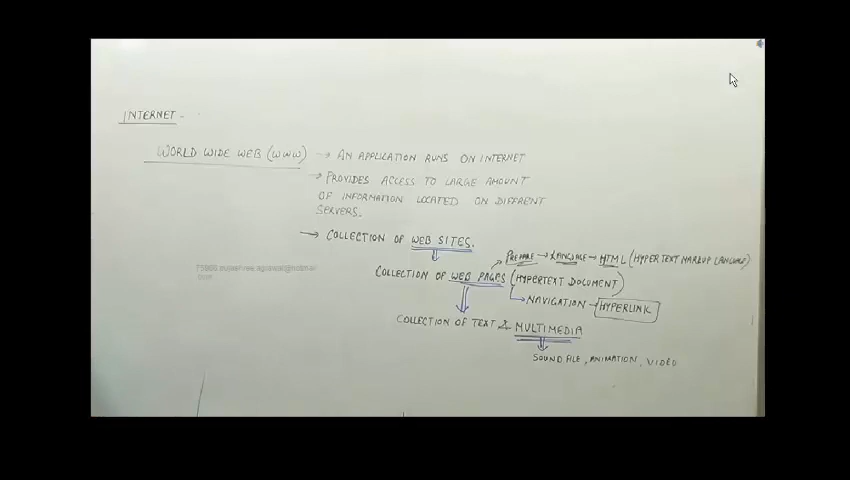 INTERNET -
WORLD WIDE WEB (WWW) → AN APPLICATION RUNS ON INTERNET
→ PROVIDES ACCESS TO LARGE AMOUNT
OF INFORMATION LOCATED ON DIFFERENT
SERVERS.
→ COLLECTION OF WEB SITES.
PREPARE → LANGUAGE → HTML (HYPERTEXT MARKUP LANGUAGE)
COLLECTION OF WEB PAGES (HYPERTEXT DOCUMENT)
NAVIGATION → HYPERLINK
COLLECTION OF TEXT & MULTIMEDIA
SOUND FILE, ANIMATION, VIDEO